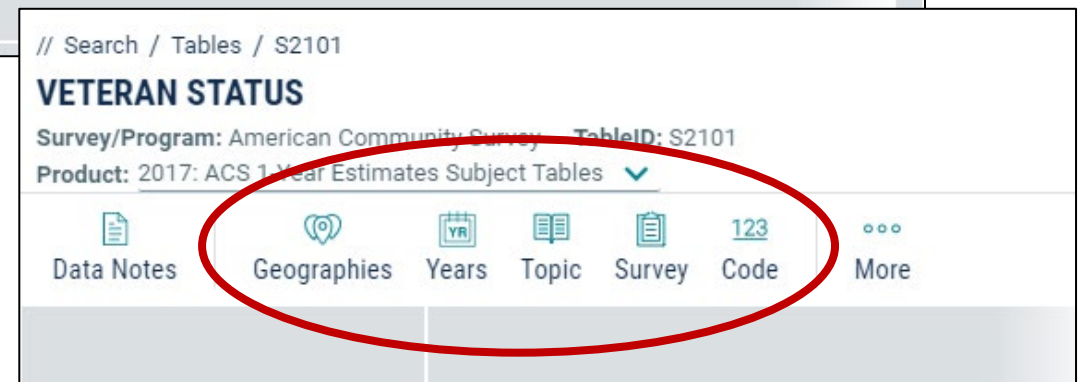 // Search / Tables / S2101
VETERAN STATUS
Survey/Program: American Community Survey TableID: S2101
Product: 2017: ACS 1-Year Estimates Subject Tables
YR 123
Data Notes Geographies Years Topic Survey Code More